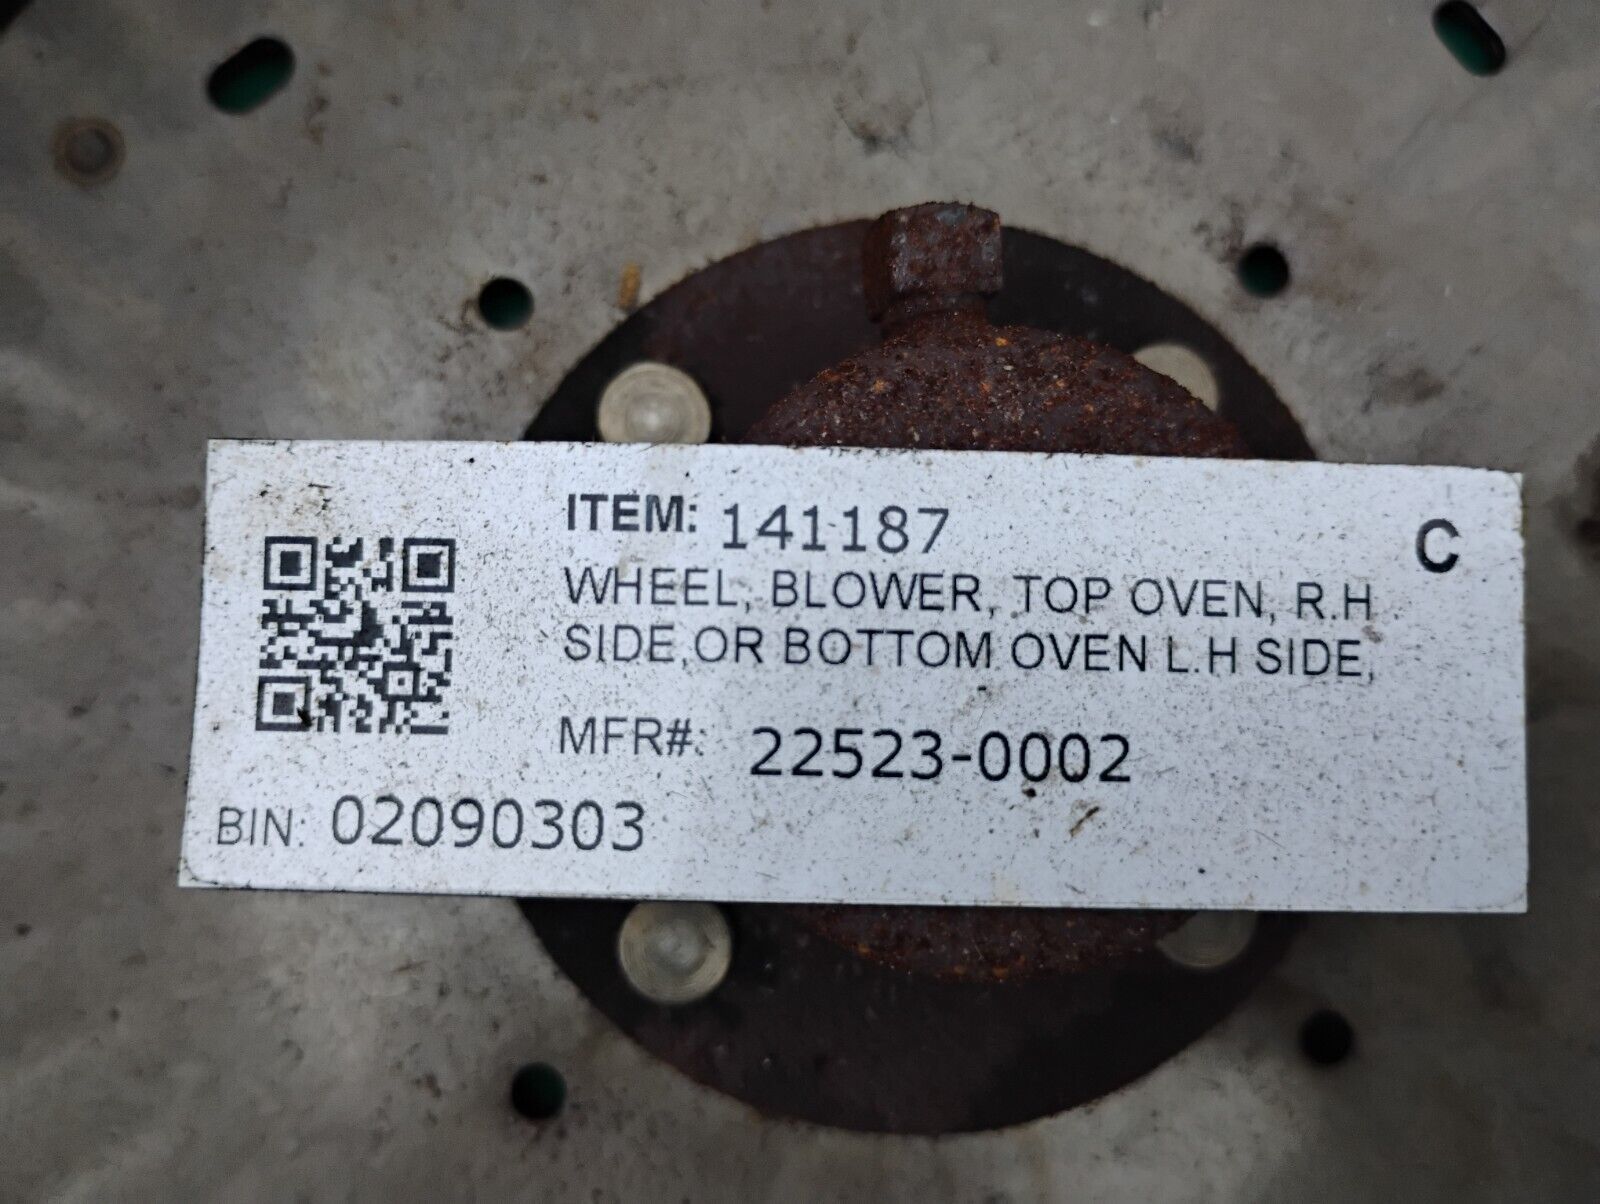 ITEM: 141187
C
WHEEL, BLOWER, TOP OVEN, R.H
SIDE,OR BOTTOM OVEN L.H SIDE,
MFR#: 22523-0002
BIN: 02090303